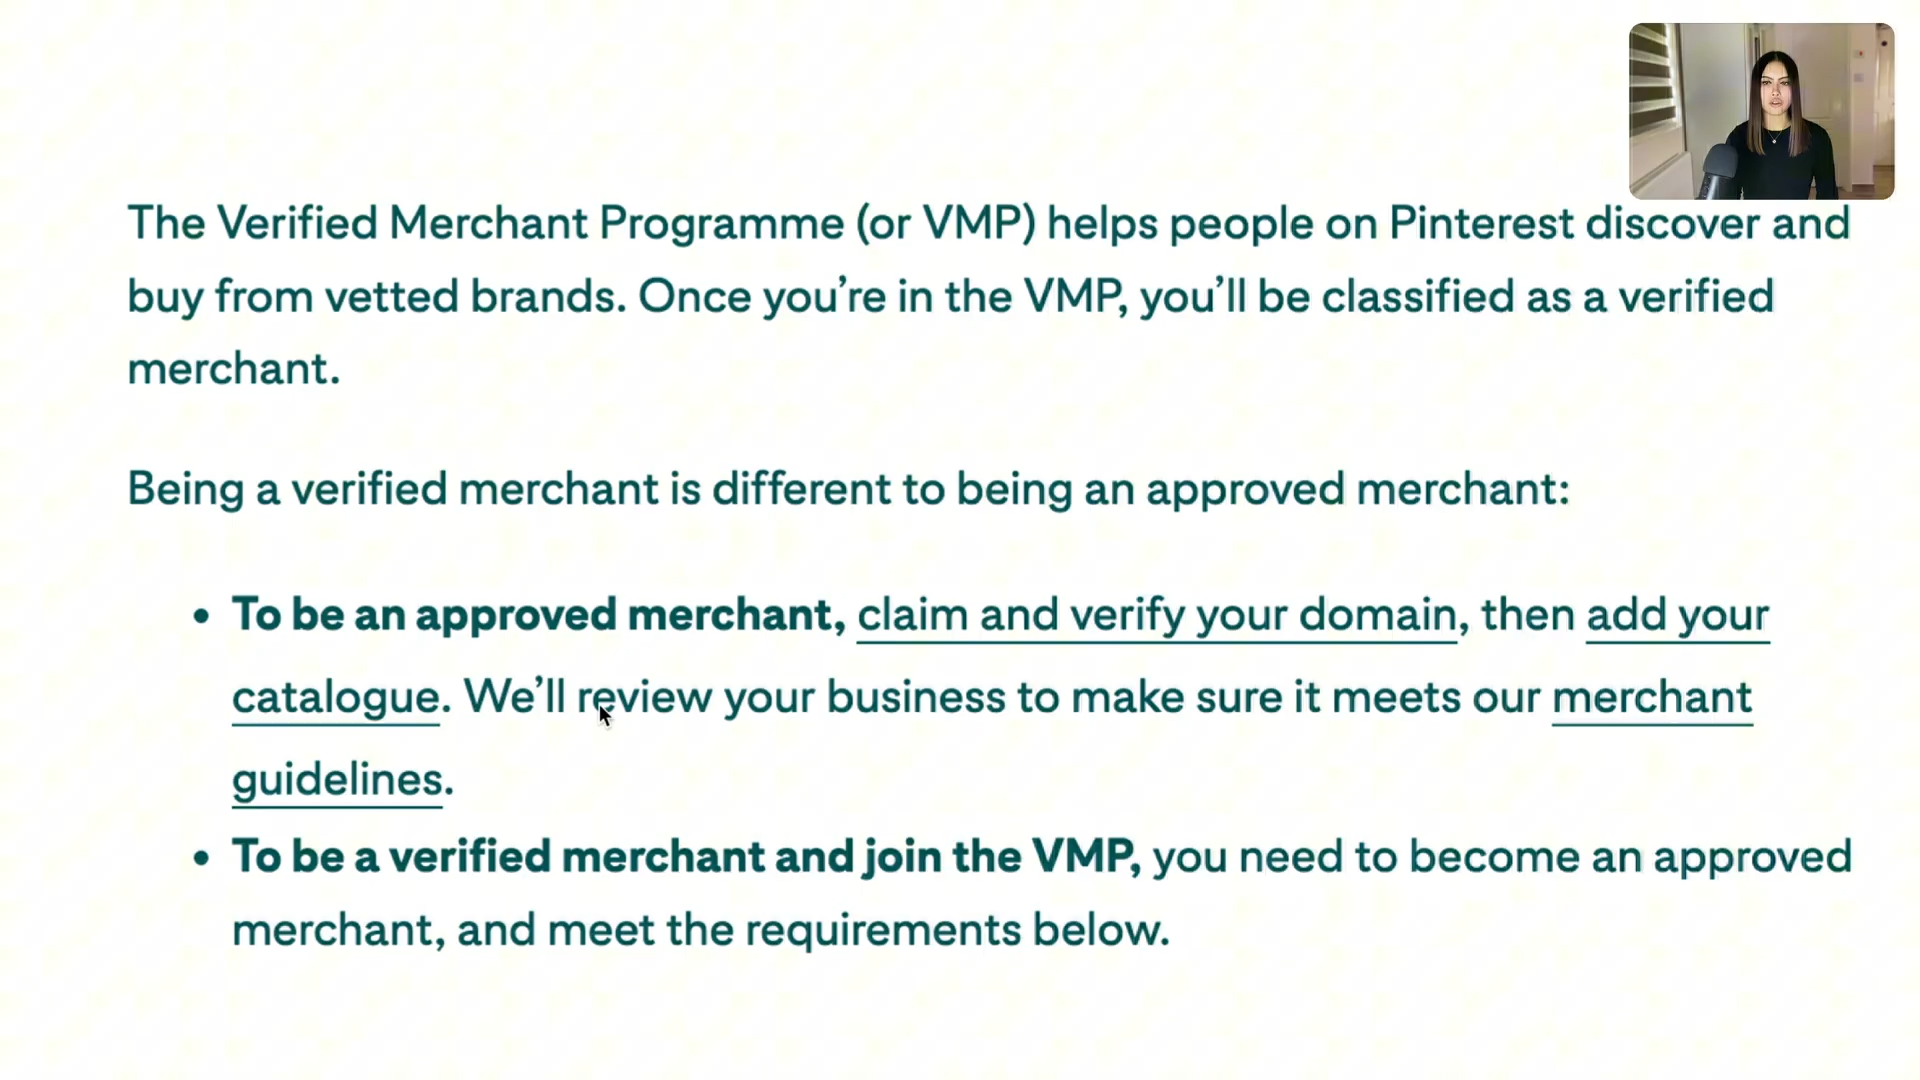 The Verified Merchant Programme (or VMP) helps people on Pinterest discover and
buy from vetted brands. Once you’re in the VMP, you’ll be classified as a verified
merchant.
Being a verified merchant is different to being an approved merchant:
• To be an approved merchant, claim and verify your domain, then add your
catalogue. We’ll review your business to make sure it meets our merchant
guidelines.
• To be a verified merchant and join the VMP, you need to become an approved
merchant, and meet the requirements below.